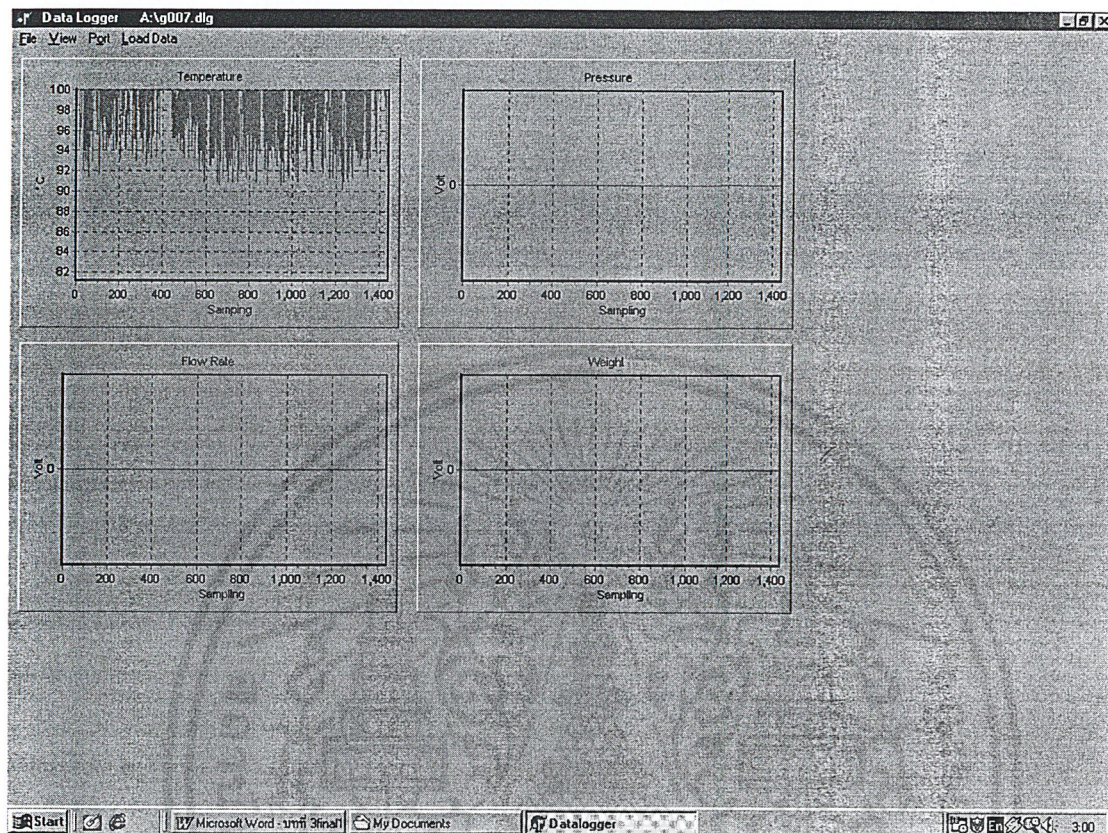 Data Logger A:\g007.dlg
File View Port Load Data
Temperature
°C
100
98
96
94
92
90
88
86
84
82
0 200 400 600 800 1,000 1,200 1,400
Samping
Pressure
Volt
0
0 200 400 600 800 1,000 1,200 1,400
Sampling
Flow Rate
Volt
0
0 200 400 600 800 1,000 1,200 1,400
Sampling
Weight
Volt
0
0 200 400 600 800 1,000 1,200 1,400
Sampling
Start Microsoft Word - บทที่ 3final1 My Documents Datalogger 3:00